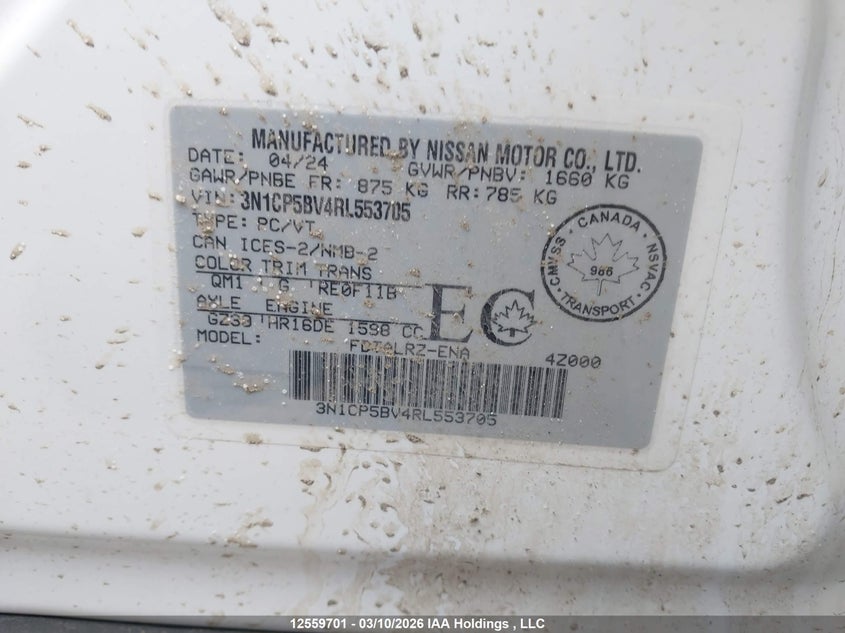 MANUFACTURED BY NISSAN MOTOR CO., LTD.
DATE: 04/24 GVWR/PNBV: 1660 KG
GAWR/PNBE FR: 875 KG RR: 785 KG
VIN: 3N1CP5BV4RL553705
TYPE: PC/VT
CAN ICES-2/NMB-2
COLOR TRIM TRANS
QM1 G RE0F11B
AXLE ENGINE
HR16DE 1598 CC
MODEL:
4Z000
EC
3N1CP5BV4RL553705
CANADA
CMVSS NSVAC
966
TRANSPORT
12559701 - 03/10/2026 IAA Holdings , LLC